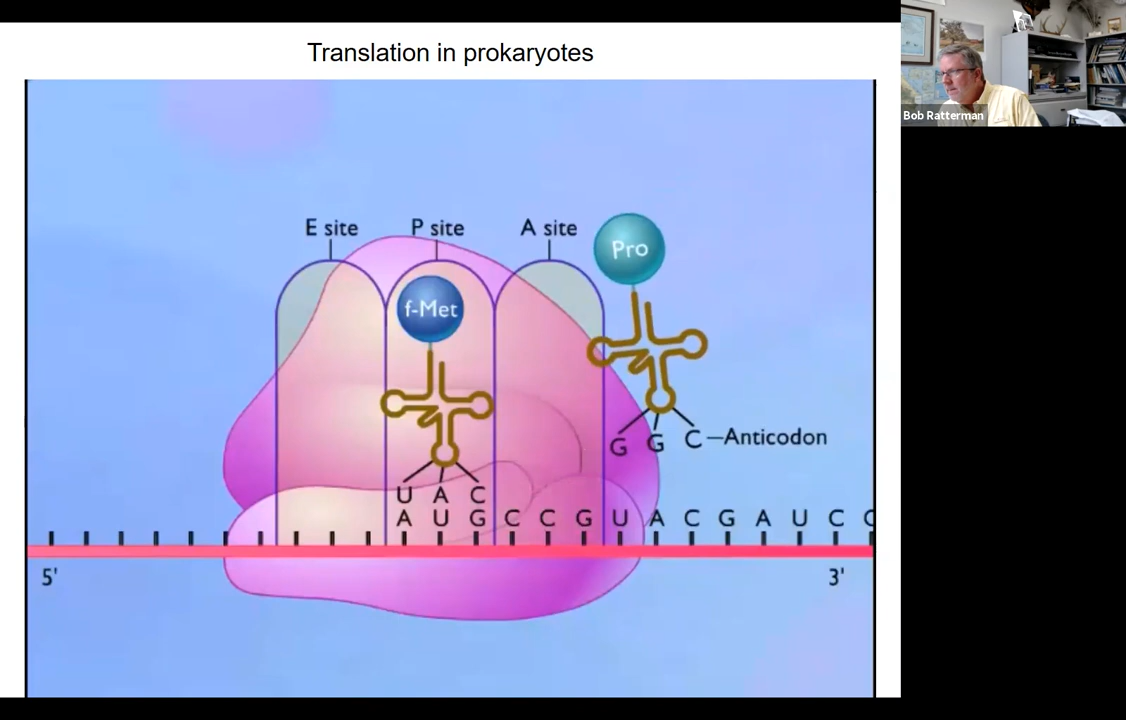 Translation in prokaryotes
Bob Ratterman
E site P site A site
Pro
f-Met
G G C Anticodon
U A C
A U G C C G U A C G A U C C
5' 3'